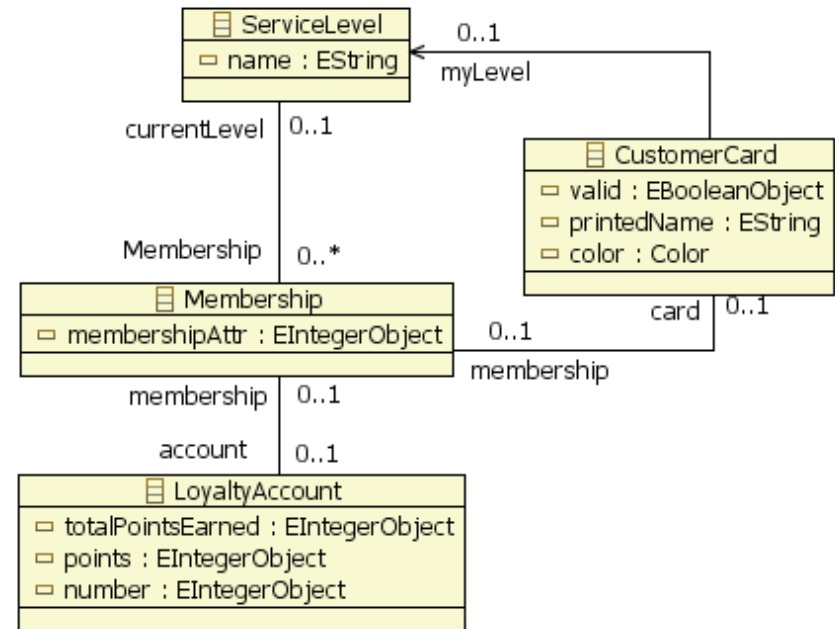 ServiceLevel
name : EString
0..1
myLevel
currentLevel
0..1
CustomerCard
valid : EBooleanObject
printedName : EString
color : Color
Membership
0..*
Membership
membershipAttr : EIntegerObject
card
0..1
0..1
membership
membership
0..1
account
0..1
LoyaltyAccount
totalPointsEarned : EIntegerObject
points : EIntegerObject
number : EIntegerObject